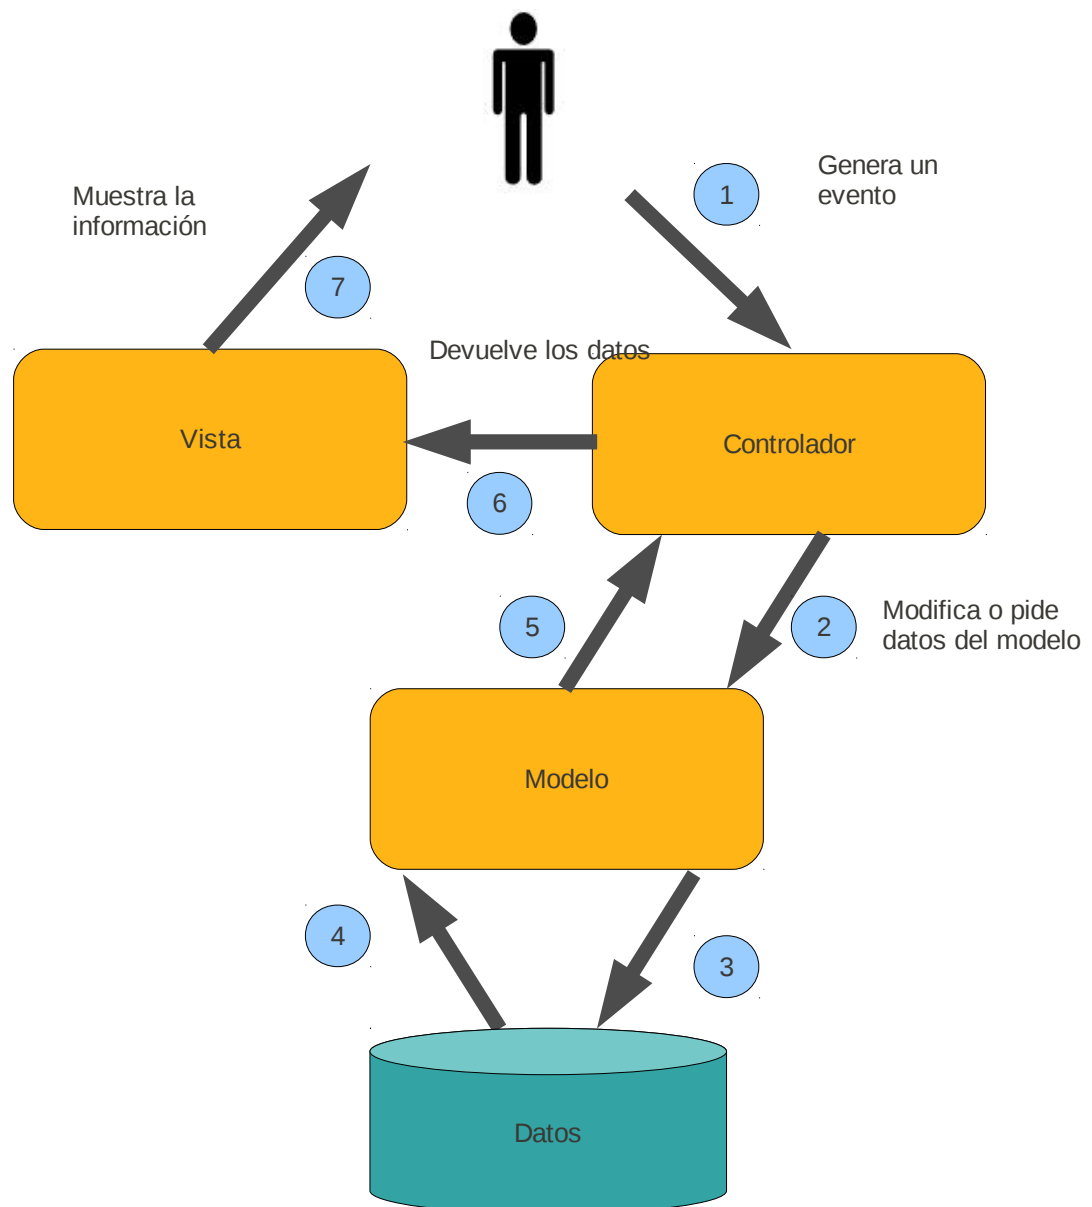 Genera un
evento
1
Muestra la
información
7
Devuelve los datos
Vista
Controlador
6
5
2
Modifica o pide
datos del modelo
Modelo
4
3
Datos